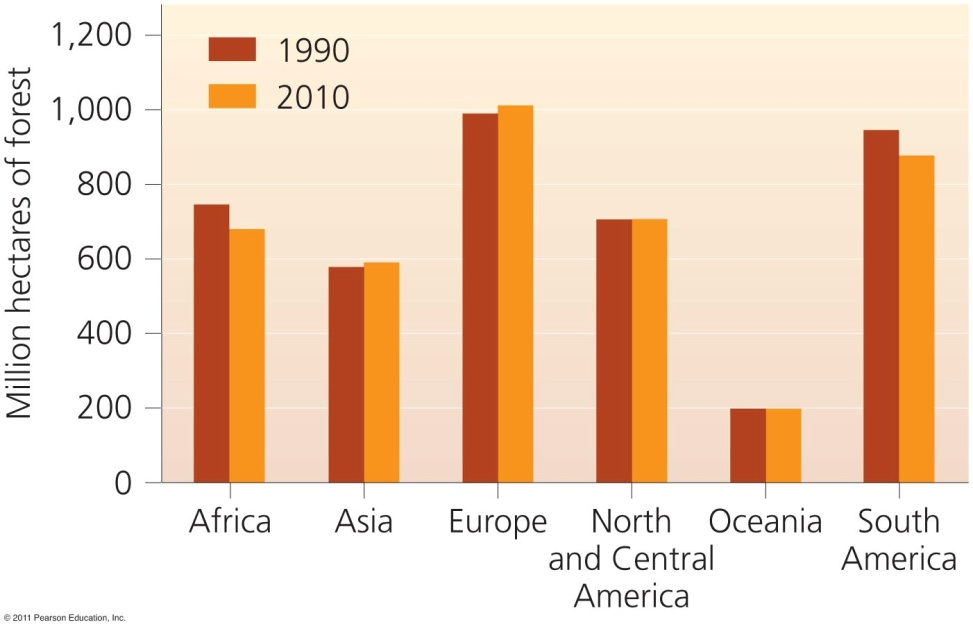 Million hectares of forest
1,200
1,000
800
600
400
200
0
1990
2010
Africa
Asia
Europe
North
and Central
America
Oceania
South
America
© 2011 Pearson Education, Inc.